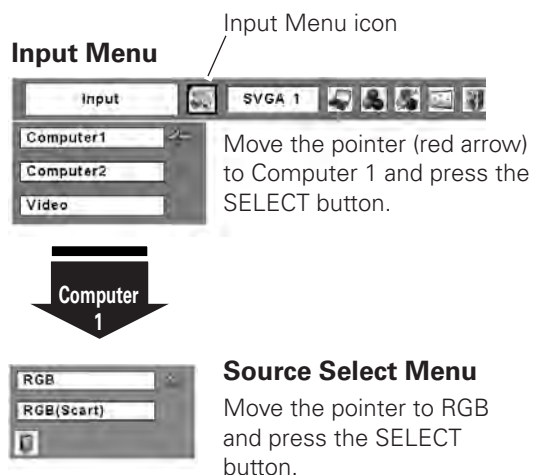 Input Menu icon
Input Menu
Input
SVGA 1
Computer1
Computer2
Video
Move the pointer (red arrow)
to Computer 1 and press the
SELECT button.
Computer
1
RGB
RGB(Scart)
Source Select Menu
Move the pointer to RGB
and press the SELECT
button.